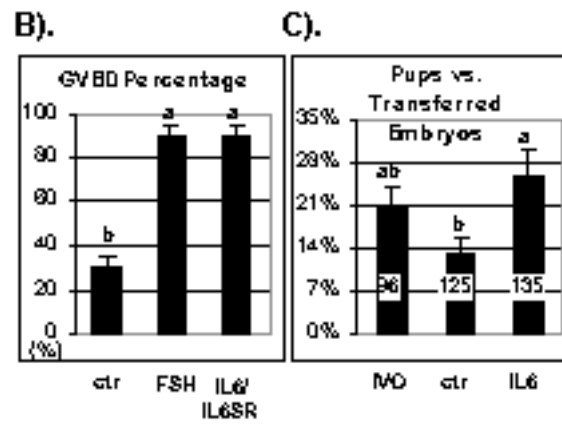 B).
GVBD Percentage
100
80
60
40
20
0
(%)
b
a
a
ctr
FSH
IL6/
IL6SR
C).
Pups vs.
Transferred
Embryos
35%
28%
21%
14%
7%
0%
ab
b
a
96
125
135
IVO
ctr
IL6